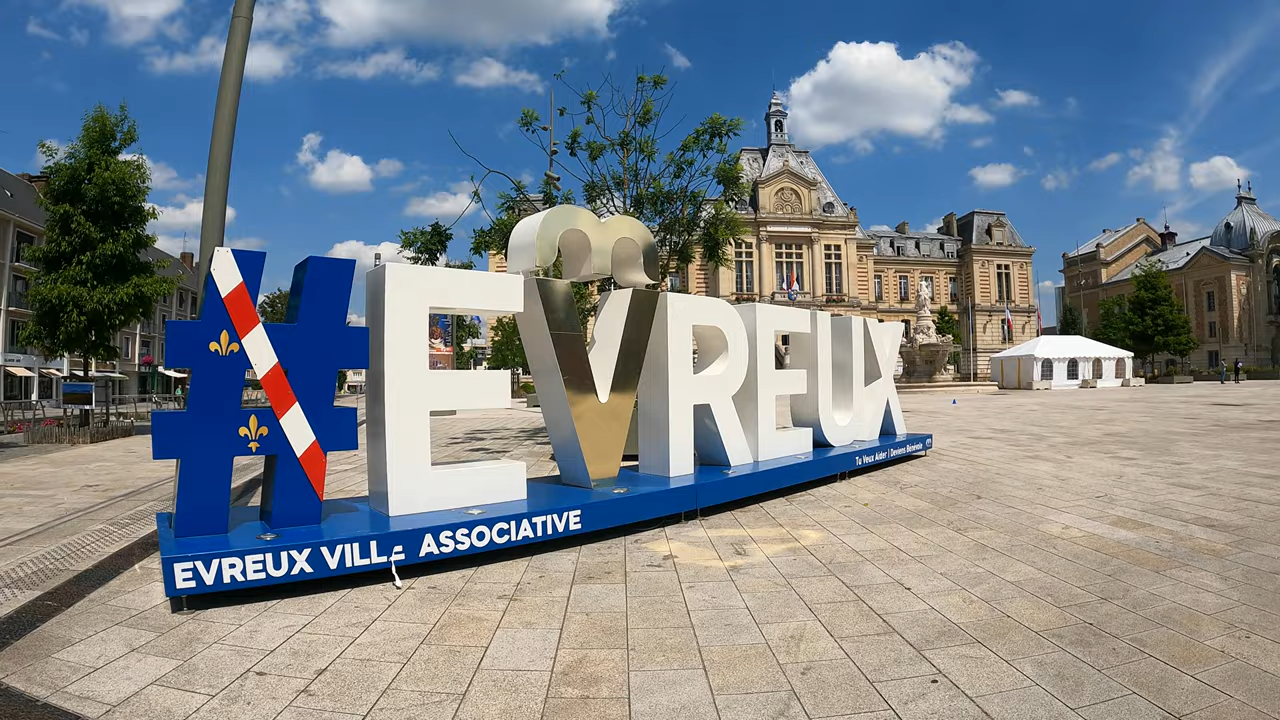 #EVREUX
EVREUX VILLE ASSOCIATIVE
Tu Veux Aider | Deviens Bénévole